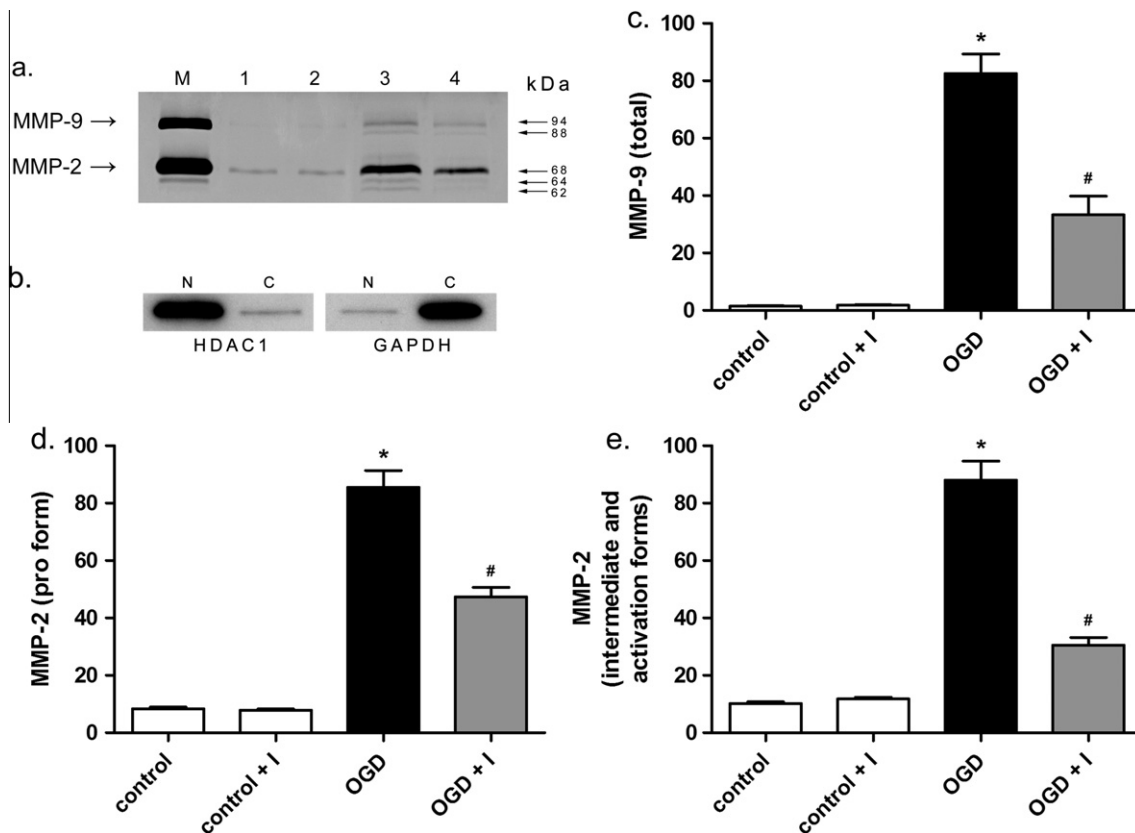 a.
M 1 2 3 4 kDa
MMP-9 →
94
88
MMP-2 →
68
64
62
b.
N C N C
HDAC1 GAPDH
c.
MMP-9 (total)
100
80
60
40
20
0
*
#
control
control + I
OGD
OGD + I
d.
MMP-2 (pro form)
100
80
60
40
20
0
*
#
control
control + I
OGD
OGD + I
e.
MMP-2
(intermediate and
activation forms)
100
80
60
40
20
0
*
#
control
control + I
OGD
OGD + I